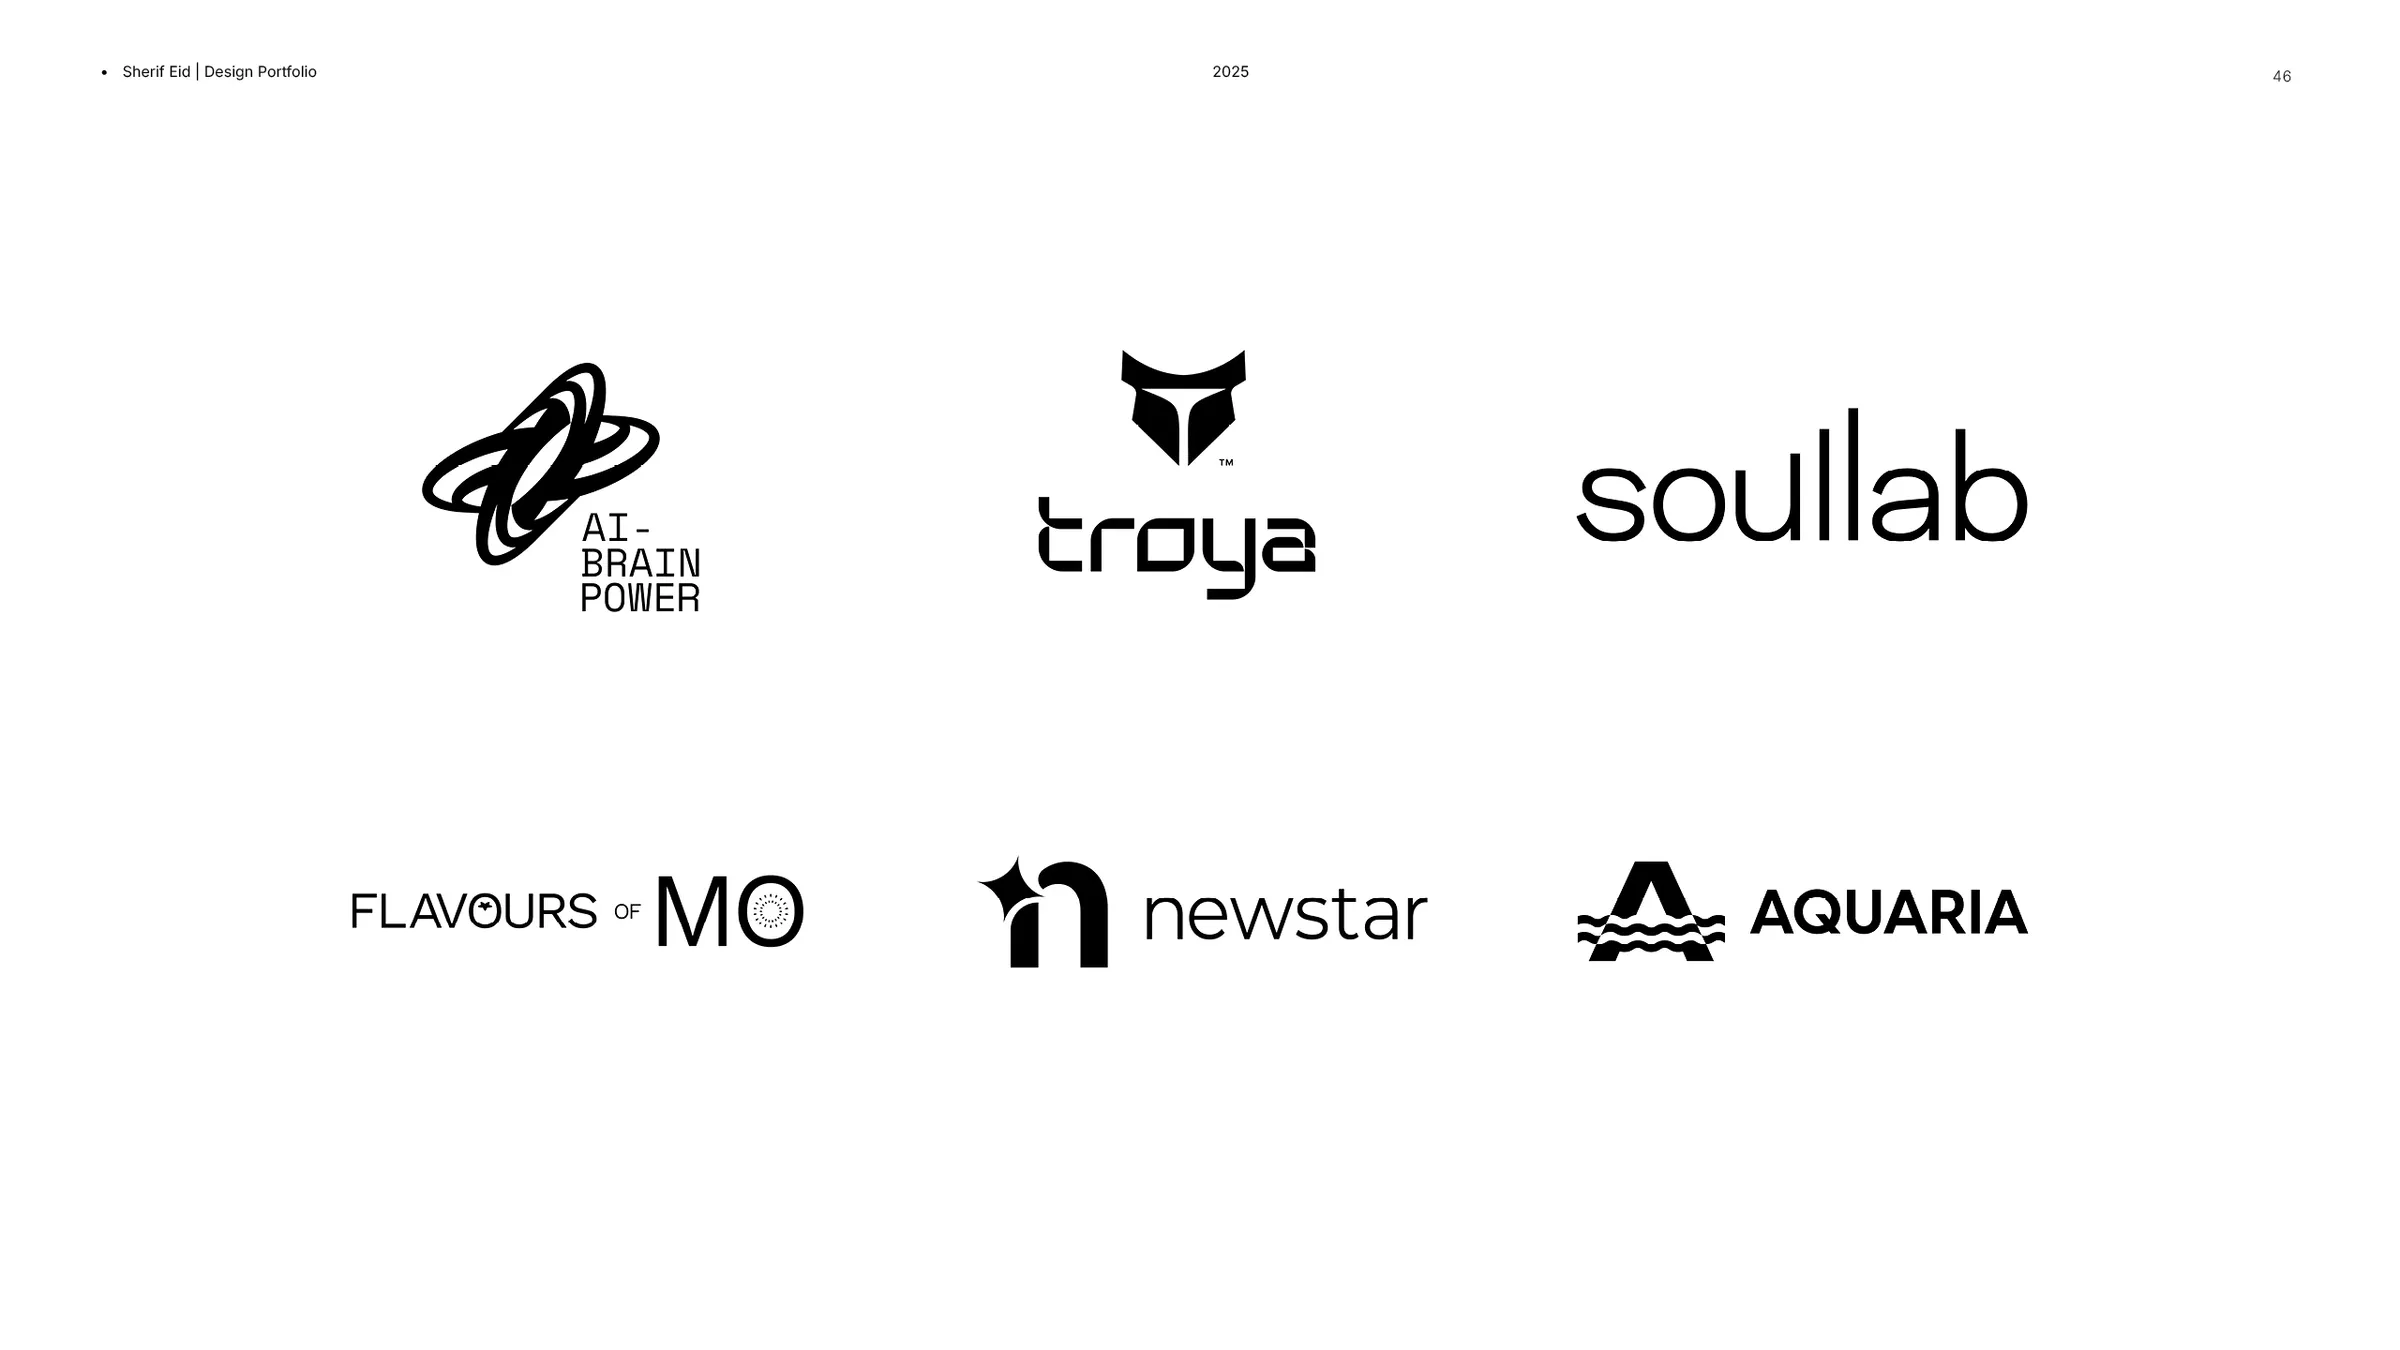 • Sherif Eid | Design Portfolio
2025
46
AI-
BRAIN
POWER
TM
troya
soullab
FLAVOURS OF MO
newstar
AQUARIA